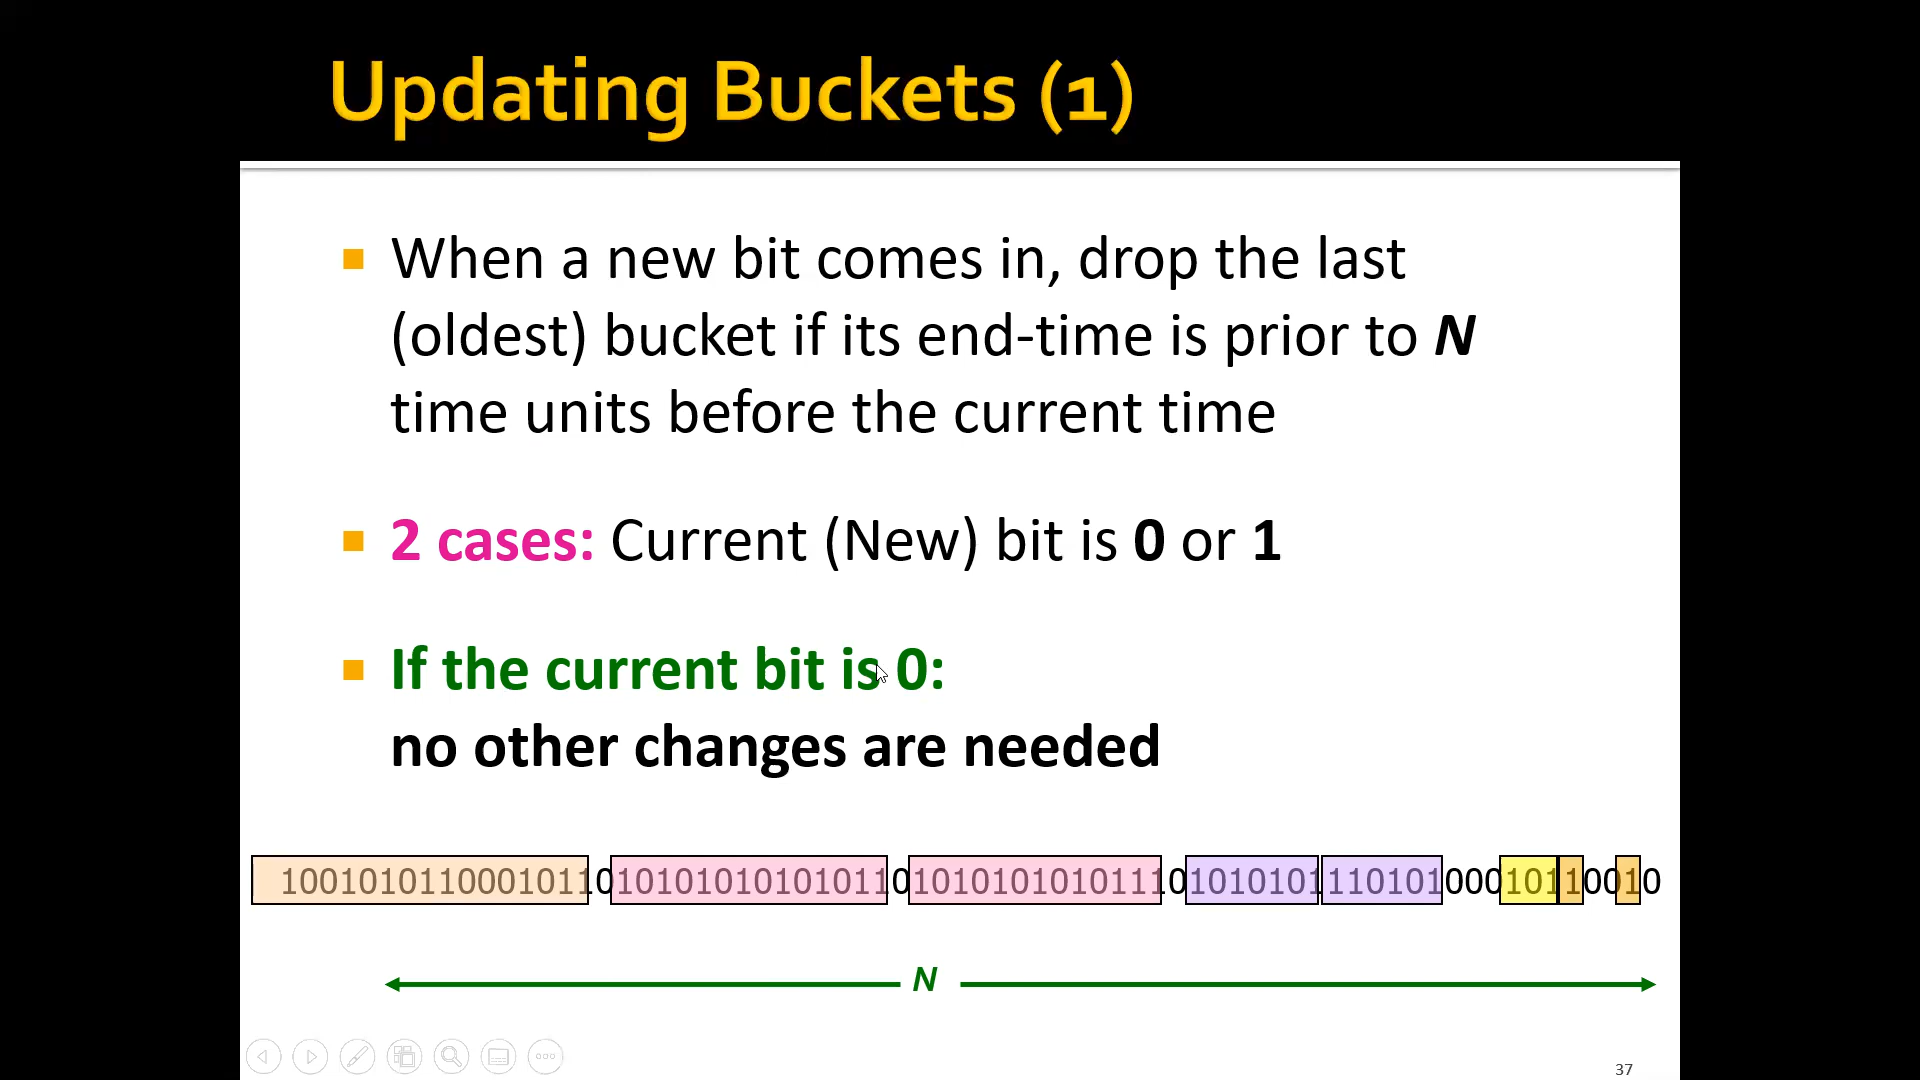 Updating Buckets (1)
When a new bit comes in, drop the last
(oldest) bucket if its end-time is prior to N
time units before the current time
2 cases: Current (New) bit is 0 or 1
If the current bit is 0:
no other changes are needed
1001010110001011010101010101011010101010101110101010111010100010110010
N
37